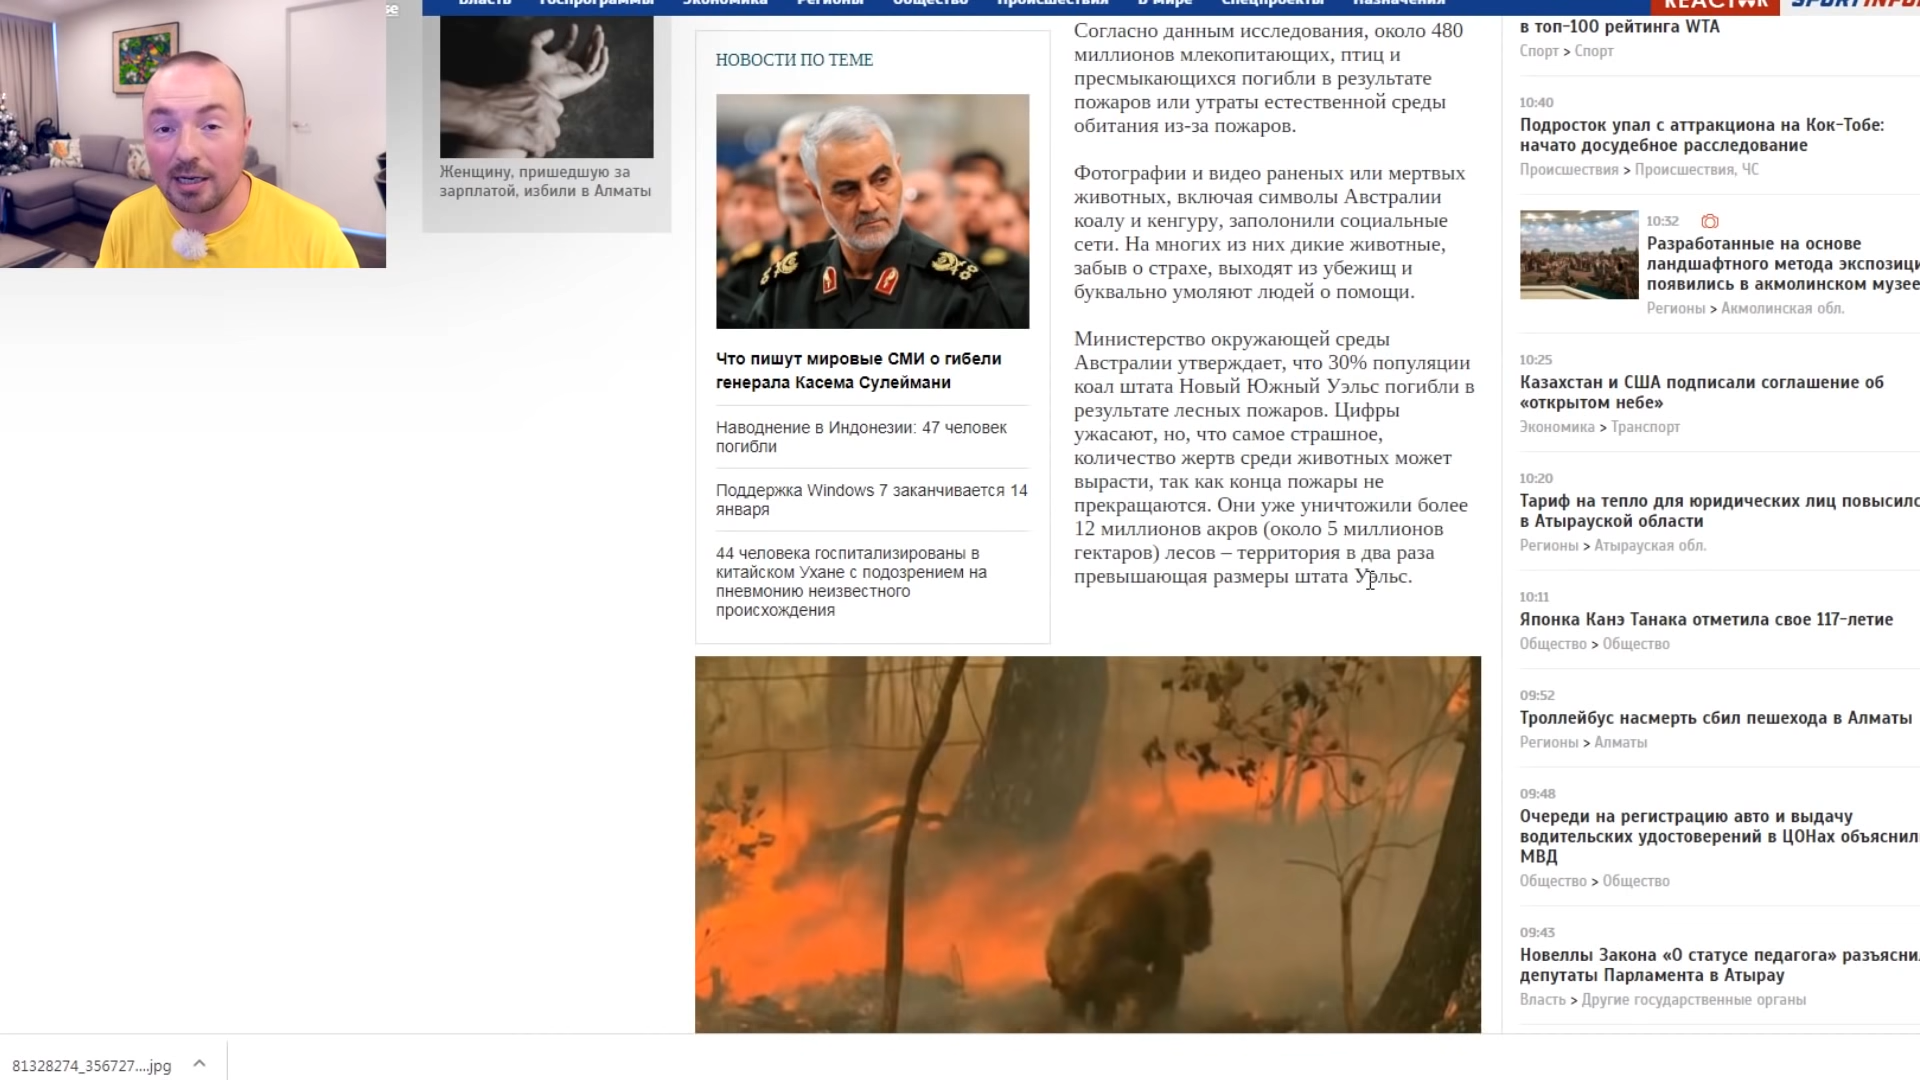 se
Власть Госпрограммы Экономика Регионы Общество Происшествия В мире Спецпроекты Назначения
REACTOR SPORTINFO
Женщину, пришедшую за
зарплатой, избили в Алматы
НОВОСТИ ПО ТЕМЕ
Что пишут мировые СМИ о гибели
генерала Касема Сулеймани
Наводнение в Индонезии: 47 человек
погибли
Поддержка Windows 7 заканчивается 14
января
44 человека госпитализированы в
китайском Ухане с подозрением на
пневмонию неизвестного
происхождения
Согласно данным исследования, около 480
миллионов млекопитающих, птиц и
пресмыкающихся погибли в результате
пожаров или утраты естественной среды
обитания из-за пожаров.
Фотографии и видео раненых или мертвых
животных, включая символы Австралии
коалу и кенгуру, заполонили социальные
сети. На многих из них дикие животные,
забыв о страхе, выходят из убежищ и
буквально умоляют людей о помощи.
Министерство окружающей среды
Австралии утверждает, что 30% популяции
коал штата Новый Южный Уэльс погибли в
результате лесных пожаров. Цифры
ужасают, но, что самое страшное,
количество жертв среди животных может
вырасти, так как конца пожары не
прекращаются. Они уже уничтожили более
12 миллионов акров (около 5 миллионов
гектаров) лесов – территория в два раза
превышающая размеры штата Уэльс.
в топ-100 рейтинга WTA
Спорт > Спорт
10:40
Подросток упал с аттракциона на Кок-Тобе:
начато досудебное расследование
Происшествия > Происшествия, ЧС
10:32
Разработанные на основе
ландшафтного метода экспозици
появились в акмолинском музее
Регионы > Акмолинская обл.
10:25
Казахстан и США подписали соглашение об
«открытом небе»
Экономика > Транспорт
10:20
Тариф на тепло для юридических лиц повысилс
в Атырауской области
Регионы > Атырауская обл.
10:11
Японка Канэ Танака отметила свое 117-летие
Общество > Общество
09:52
Троллейбус насмерть сбил пешехода в Алматы
Регионы > Алматы
09:48
Очереди на регистрацию авто и выдачу
водительских удостоверений в ЦОНах объяснил
МВД
Общество > Общество
09:43
Новеллы Закона «О статусе педагога» разъясни
депутаты Парламента в Атырау
Власть > Другие государственные органы
81328274_356727....jpg